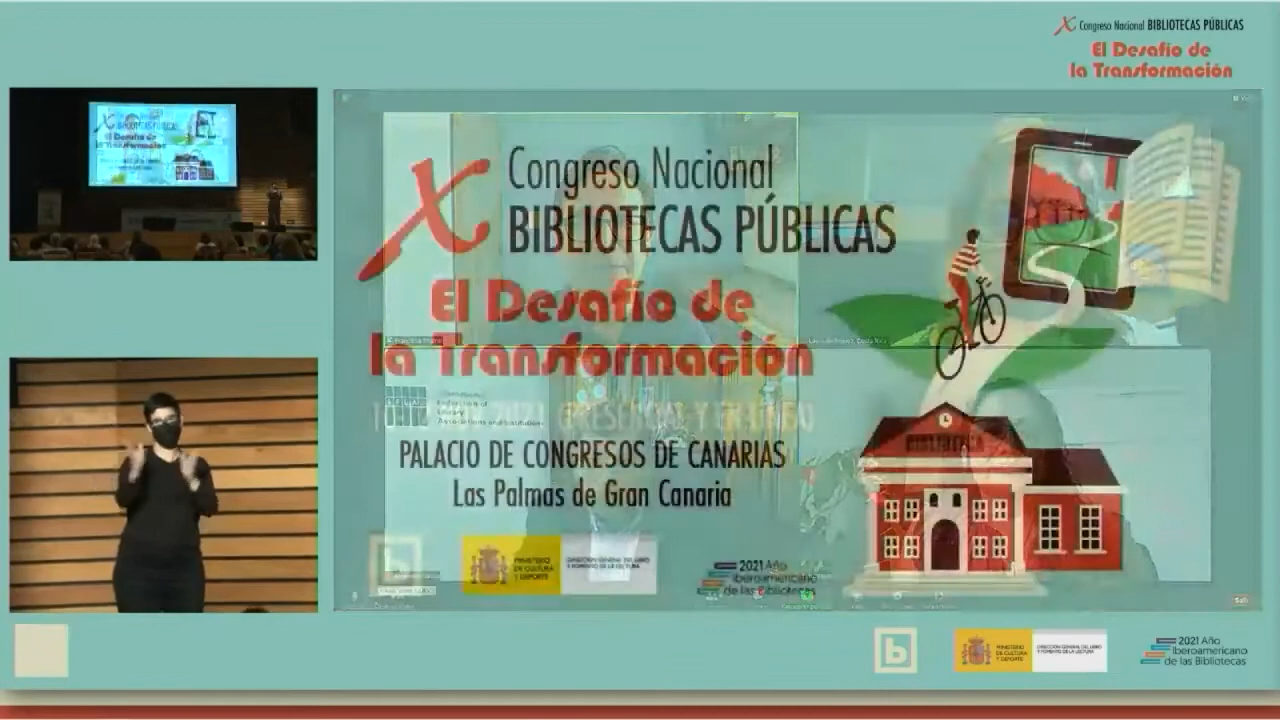 X Congreso Nacional BIBLIOTECAS PÚBLICAS
El Desafío de
la Transformación
X Congreso Nacional
BIBLIOTECAS PÚBLICAS
El Desafío de
la Transformación
2021
PALACIO DE CONGRESOS DE CANARIAS
Las Palmas de Gran Canaria
BIBLIOTECA
b
MINISTERIO
DE CULTURA
Y DEPORTE
DIRECCIÓN GENERAL DEL LIBRO
Y FOMENTO DE LA LECTURA
2021 Año
Iberoamericano
de las Bibliotecas
b
MINISTERIO
DE CULTURA
Y DEPORTE
DIRECCIÓN GENERAL DEL LIBRO
Y FOMENTO DE LA LECTURA
2021 Año
Iberoamericano
de las Bibliotecas